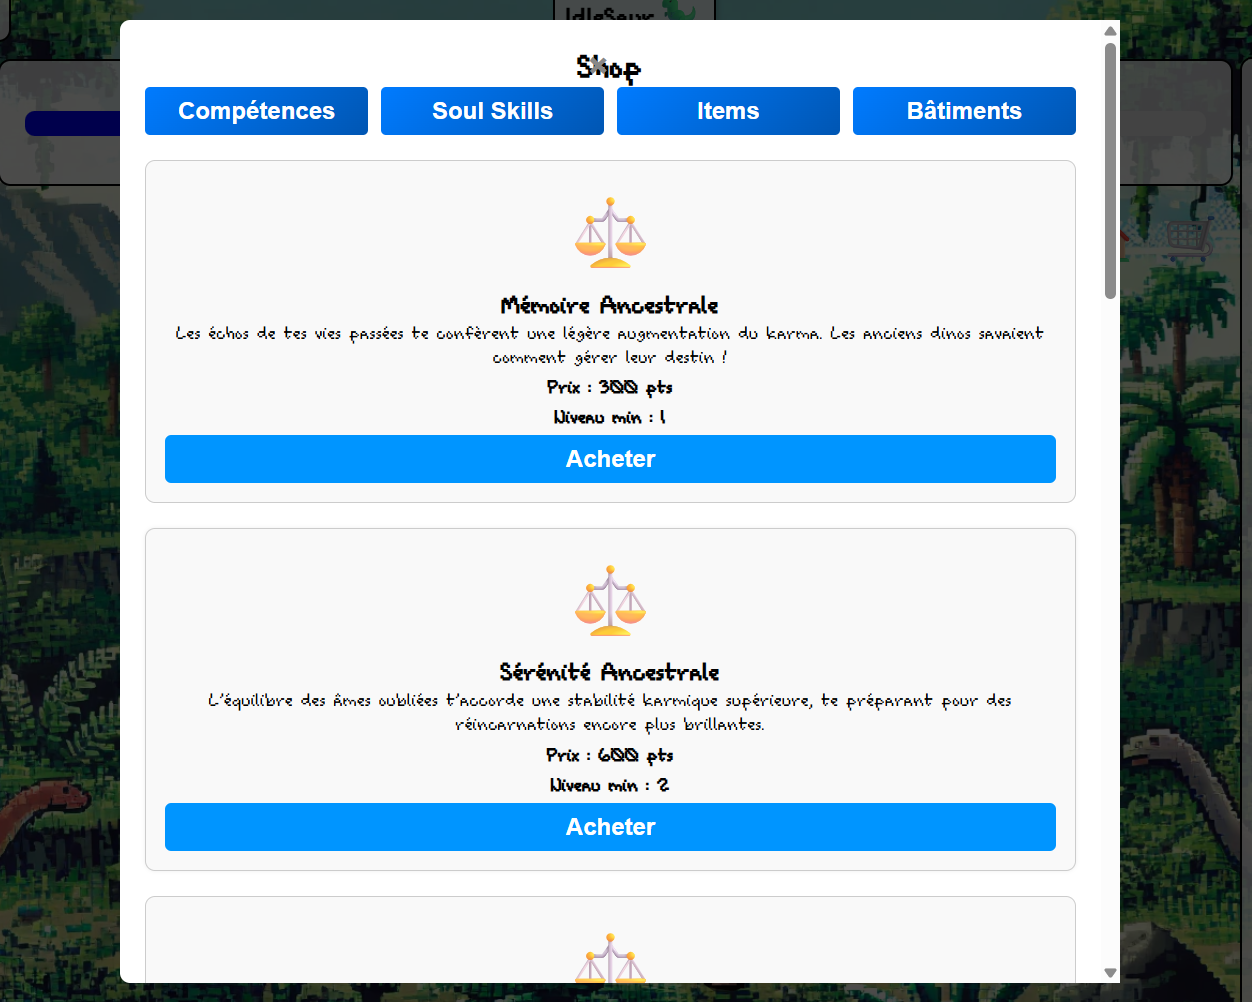 IdleSaur
Shop
Compétences
Soul Skills
Items
Bâtiments
Mémoire Ancestrale
Les échos de tes vies passées te confèrent une légère augmentation du karma. Les anciens dinos savaient
comment gérer leur destin !
Prix : 300 pts
Niveau min : 1
Acheter
Sérénité Ancestrale
L'équilibre des âmes oubliées t'accorde une stabilité karmique supérieure, te préparant pour des
réincarnations encore plus brillantes.
Prix : 600 pts
Niveau min : 2
Acheter